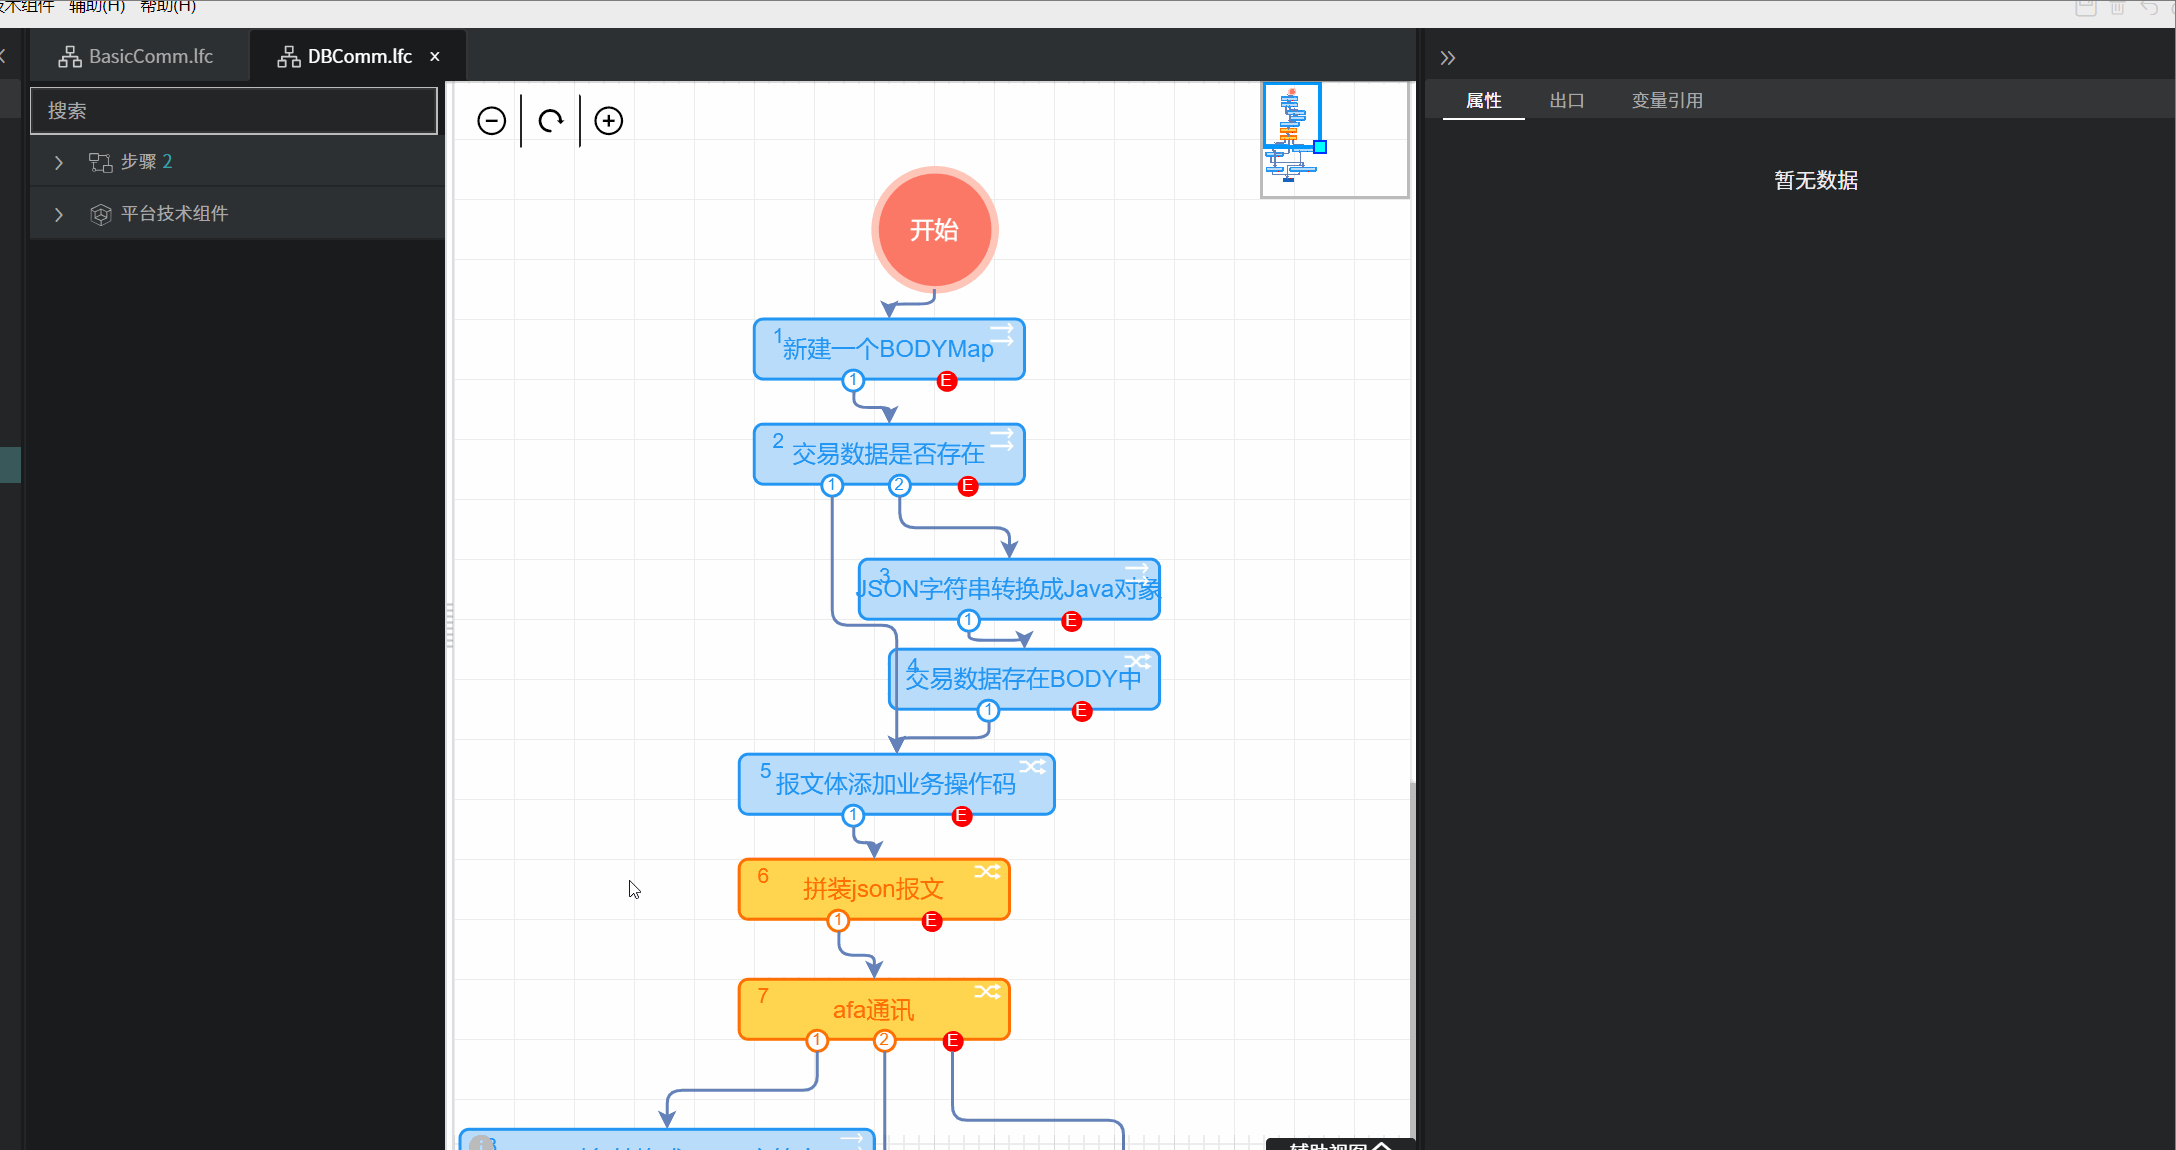 技术组件 辅助(H) 帮助(H)
BasicComm.lfc
DBComm.lfc ×
搜索
步骤 2
平台技术组件
属性 出口 变量引用
暂无数据
开始
1
新建一个BODYMap
1 E
2
交易数据是否存在
1 2 E
3
JSON字符串转换成Java对象
1 E
4
交易数据存在BODY中
1 E
5
报文体添加业务操作码
1 E
6
拼装json报文
1 E
7
afa通讯
1 2 E
辅助视图